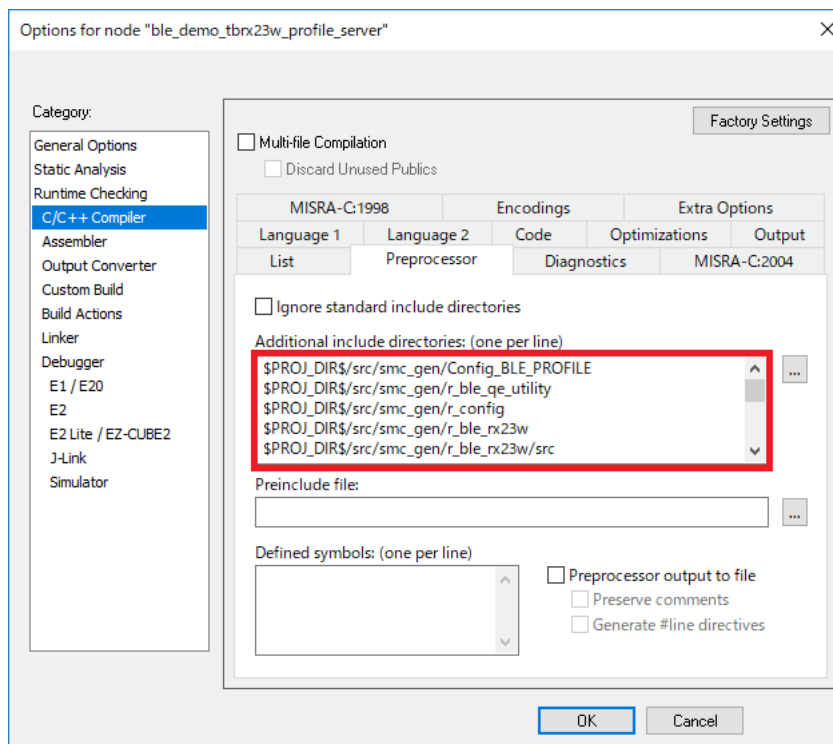 Options for node "ble_demo_tbrx23w_profile_server"
Category:
General Options
Static Analysis
Runtime Checking
C/C++ Compiler
Assembler
Output Converter
Custom Build
Build Actions
Linker
Debugger
E1 / E20
E2
E2 Lite / EZ-CUBE2
J-Link
Simulator
Factory Settings
Multi-file Compilation
Discard Unused Publics
MISRA-C:1998 Encodings Extra Options
Language 1 Language 2 Code Optimizations Output
List Preprocessor Diagnostics MISRA-C:2004
Ignore standard include directories
Additional include directories: (one per line)
$PROJ_DIR$/src/smc_gen/Config_BLE_PROFILE
$PROJ_DIR$/src/smc_gen/r_ble_qe_utility
$PROJ_DIR$/src/smc_gen/r_config
$PROJ_DIR$/src/smc_gen/r_ble_rx23w
$PROJ_DIR$/src/smc_gen/r_ble_rx23w/src
...
Preinclude file:
...
Defined symbols: (one per line)
Preprocessor output to file
Preserve comments
Generate #line directives
OK Cancel